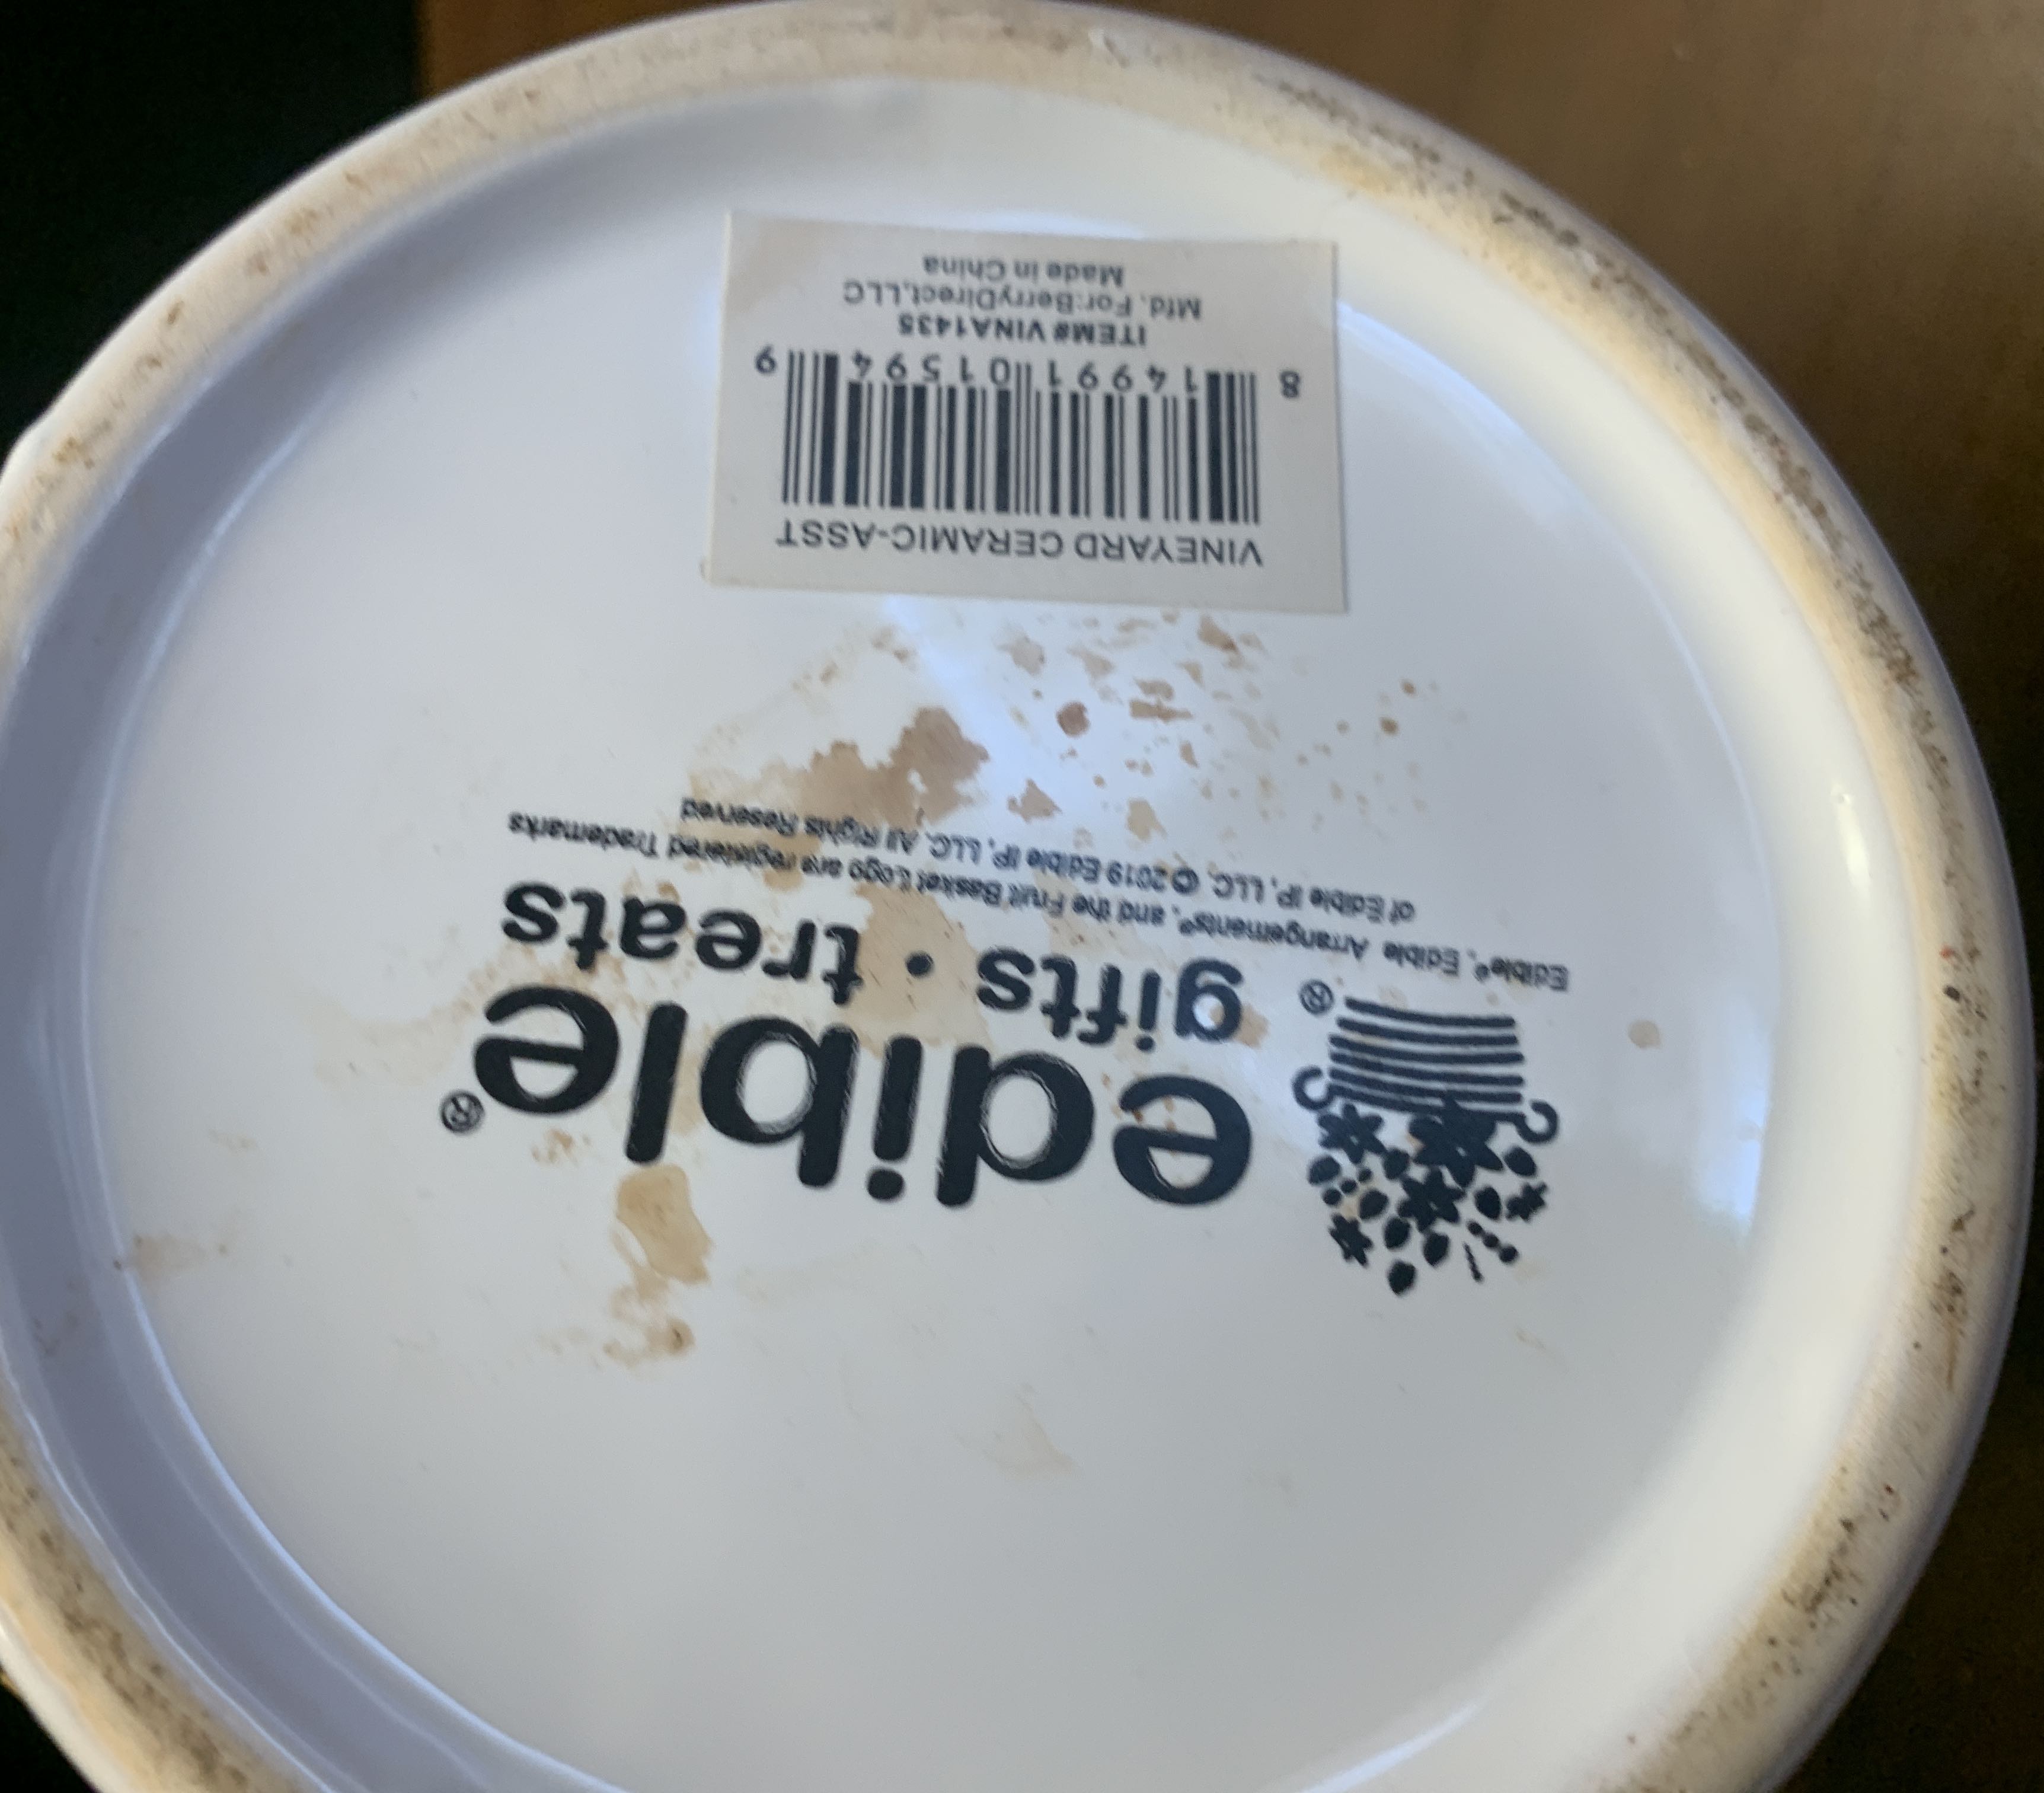 edible®
gifts • treats
®
Edible®, Edible Arrangements®, and the Fruit Basket Logo are registered Trademarks
of Edible IP, LLC. © 2019 Edible IP, LLC. All Rights Reserved
VINEYARD CERAMIC-ASST
8 14991 01594 9
ITEM# VINA1435
Mfd. For:BerryDirect,LLC
Made in China